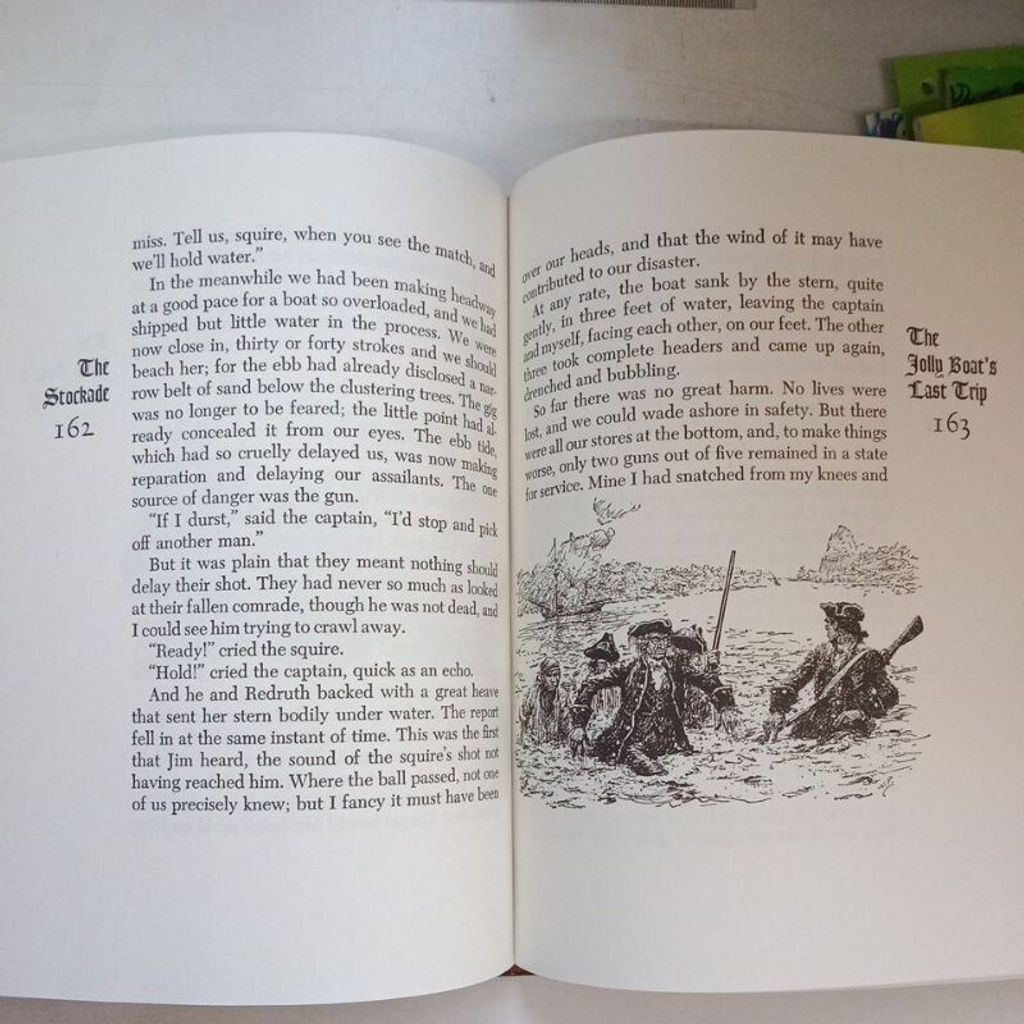 The
Stockade
162
miss. Tell us, squire, when you see the match, and
we'll hold water."
In the meanwhile we had been making headway
at a good pace for a boat so overloaded, and we had
shipped but little water in the process. We were
now close in, thirty or forty strokes and we should
beach her; for the ebb had already disclosed a nar-
row belt of sand below the clustering trees. The gig
was no longer to be feared; the little point had al-
ready concealed it from our eyes. The ebb tide,
which had so cruelly delayed us, was now making
reparation and delaying our assailants. The one
source of danger was the gun.
"If I durst," said the captain, "I'd stop and pick
off another man."
But it was plain that they meant nothing should
delay their shot. They had never so much as looked
at their fallen comrade, though he was not dead, and
I could see him trying to crawl away.
"Ready!" cried the squire.
"Hold!" cried the captain, quick as an echo.
And he and Redruth backed with a great heave
that sent her stern bodily under water. The report
fell in at the same instant of time. This was the first
that Jim heard, the sound of the squire's shot not
having reached him. Where the ball passed, not one
of us precisely knew; but I fancy it must have been
over our heads, and that the wind of it may have
contributed to our disaster.
At any rate, the boat sank by the stern, quite
gently, in three feet of water, leaving the captain
and myself, facing each other, on our feet. The other
three took complete headers and came up again,
drenched and bubbling.
So far there was no great harm. No lives were
lost, and we could wade ashore in safety. But there
were all our stores at the bottom, and, to make things
worse, only two guns out of five remained in a state
for service. Mine I had snatched from my knees and
The
Jolly Boat's
Last Trip
163